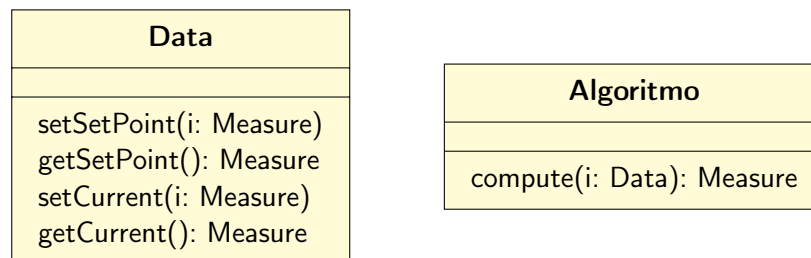 Data
setSetPoint(i: Measure)
getSetPoint(): Measure
setCurrent(i: Measure)
getCurrent(): Measure
Algoritmo
compute(i: Data): Measure